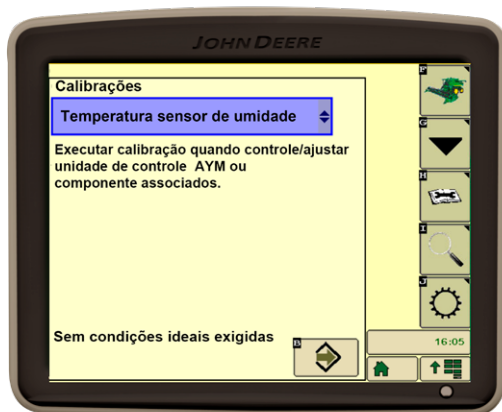 JOHN DEERE
Calibrações
Temperatura sensor de umidade
Executar calibração quando controle/ajustar
unidade de controle AYM ou
componente associados.
Sem condições ideais exigidas
F
G
H
I
J
B
16:05